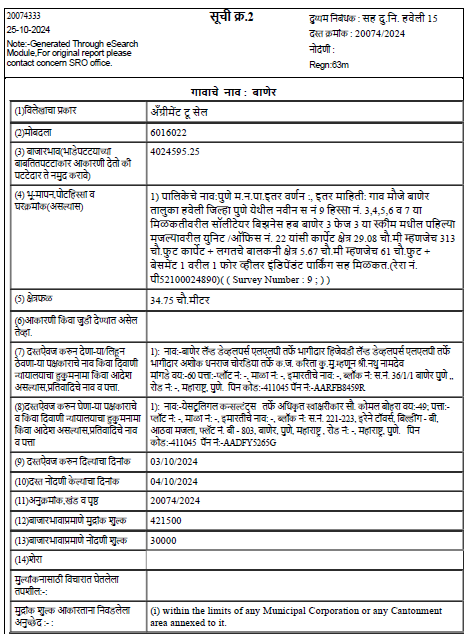 20074333
25-10-2024
Note:-Generated Through eSearch
Module,For original report please
contact concern SRO office.
सूची क्र.2
दुय्यम निबंधक : सह दु.नि. हवेली 15
दस्त क्रमांक : 20074/2024
नोदंणी :
Regn:63m
गावाचे नाव : बाणेर
(1)विलेखाचा प्रकार
अँग्रीमेंट टू सेल
(2)मोबदला
6016022
(3) बाजारभाव(भाडेपटटयाच्या
बाबतितपटटाकार आकारणी देतो की
पटटेदार ते नमुद करावे)
4024595.25
(4) भू-मापन,पोटहिस्सा व
घरक्रमांक(असल्यास)
1) पालिकेचे नाव:पुणे म.न.पा.इतर वर्णन :, इतर माहिती: गाव मौजे बाणेर
तालुका हवेली जिल्हा पुणे येथील नवीन स नं 9 हिस्सा नं. 3,4,5,6 व 7 या
मिळकतीवरील सॉलीटेयर बिझनेस हब बाणेर 3 फेज 3 या स्कीम मधील पहिल्या
मजल्यावरील युनिट /ऑफिस नं. 22 यांसी कार्पेट क्षेत्र 29.08 चौ.मी म्हणजेच 313
चौ.फुट कार्पेट + लगतचे बालकनी क्षेत्र 5.67 चौ.मी म्हणजेच 61 चौ.फुट +
बेसमेंट 1 वरील 1 फोर व्हीलर इंडिपेंडंट पार्किंग सह मिळकत.(रेरा नं.
पी52100024890)( ( Survey Number : 9 ; ) )
(5) क्षेत्रफळ
34.75 चौ.मीटर
(6)आकारणी किंवा जुडी देण्यात असेल
तेव्हा.
(7) दस्तऐवज करुन देणा-या/लिहून
ठेवणा-या पक्षकाराचे नाव किंवा दिवाणी
न्यायालयाचा हुकुमनामा किंवा आदेश
असल्यास,प्रतिवादिचे नाव व पत्ता.
1): नाव:-बाणेर लँड डेव्हलपर्स एलएलपी तर्फे भागीदार हिंजेवडी लँड डेव्हलपर्स एलएलपी तर्फे
भागीदार अशोक धनराज चोरडिया तर्फे क.ज. करिता कु.मु.म्हणून श्री.नथु नामदेव
मांगडे वय:-60 पत्ता:-प्लॉट नं: -, माळा नं: -, इमारतीचे नाव: -, ब्लॉक नं: स.नं. 36/1/1 बाणेर पुणे.,
रोड नं: -, महाराष्ट्र, पुणे. पिन कोड:-411045 पॅन नं:-AARFB8459R
(8)दस्तऐवज करुन घेणा-या पक्षकाराचे
व किंवा दिवाणी न्यायालयाचा हुकुमनामा
किंवा आदेश असल्यास,प्रतिवादिचे नाव
व पत्ता
1): नाव:-येसटूलिगल कन्सल्टंट्स तर्फे अधिकृत स्वाक्षरीकार सौ. कोमल बोहरा वय:-49; पत्ता:-
प्लॉट नं: -, माळा नं: -, इमारतीचे नाव: -, ब्लॉक नं: स.नं. 221-223, इरेने टॉवर्स, बिल्डींग - बी,
आठवा मजला, फ्लॅट नं. बी - 803, बाणेर, पुणे, महाराष्ट्र , रोड नं: -, महाराष्ट्र, पुणे. पिन
कोड:-411045 पॅन नं:-AADFY5265G
(9) दस्तऐवज करुन दिल्याचा दिनांक
03/10/2024
(10)दस्त नोंदणी केल्याचा दिनांक
04/10/2024
(11)अनुक्रमांक,खंड व पृष्ठ
20074/2024
(12)बाजारभावाप्रमाणे मुद्रांक शुल्क
421500
(13)बाजारभावाप्रमाणे नोंदणी शुल्क
30000
(14)शेरा
मुल्यांकनासाठी विचारात घेतलेला
तपशील:-:
मुद्रांक शुल्क आकारताना निवडलेला
अनुच्छेद :- :
(i) within the limits of any Municipal Corporation or any Cantonment
area annexed to it.